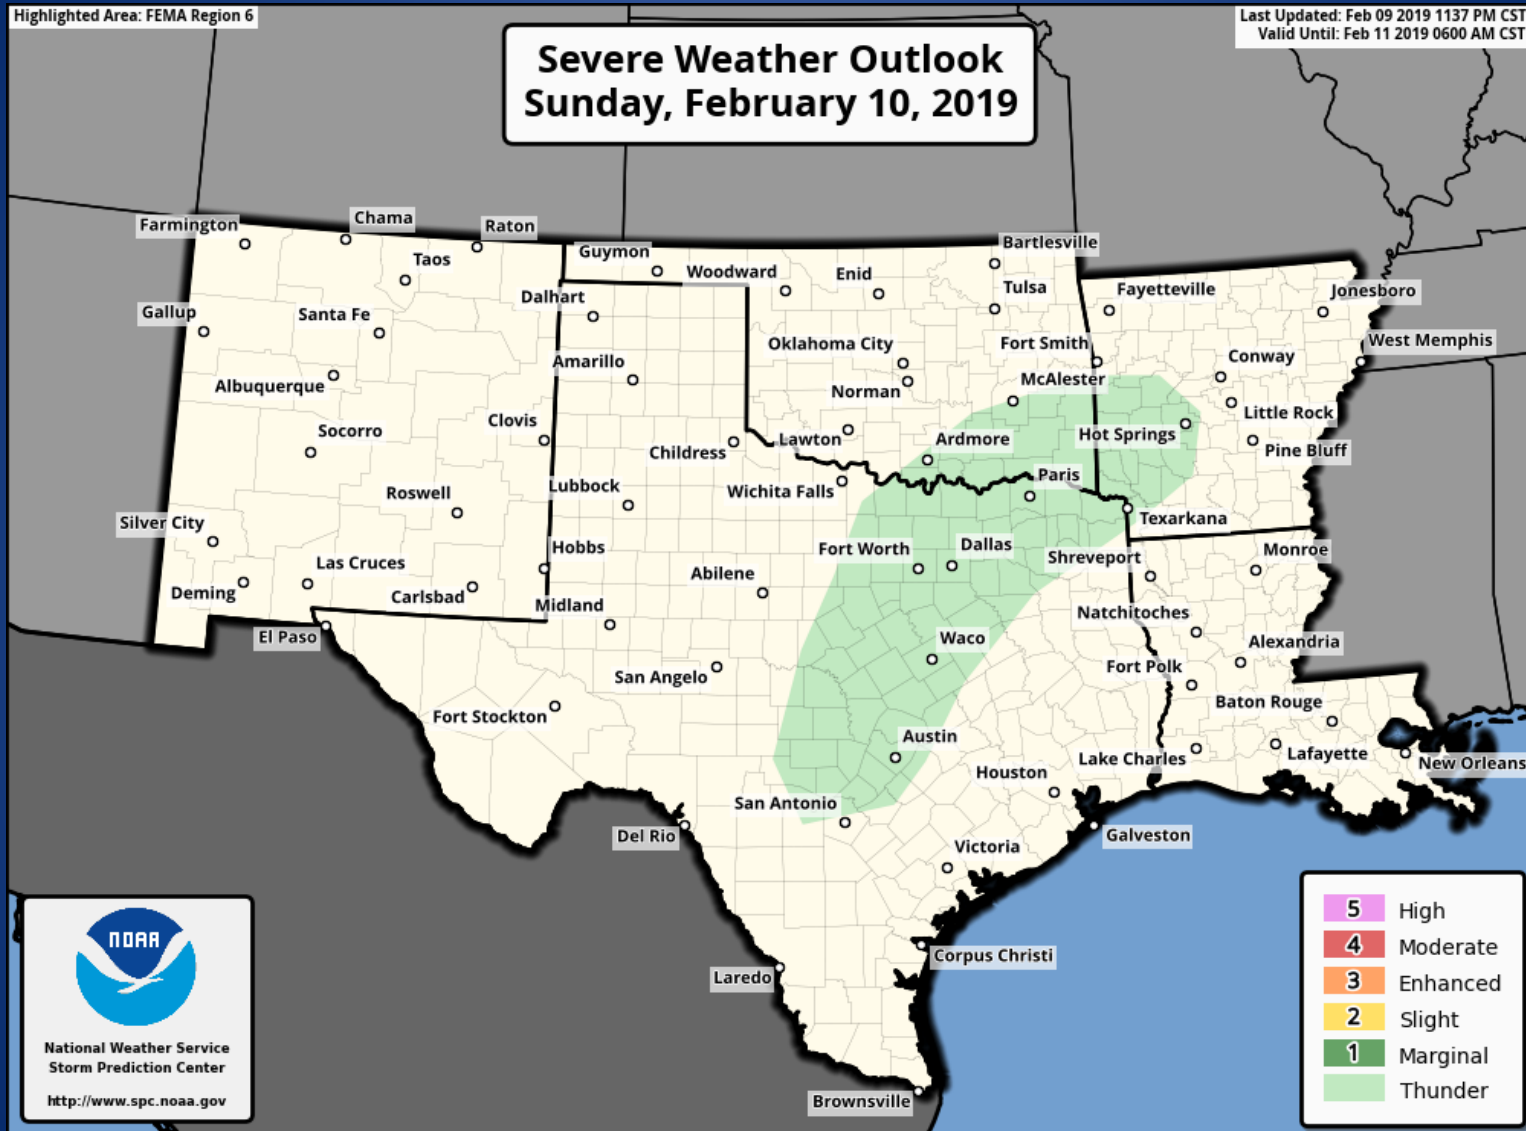 Highlighted Area: FEMA Region 6
Last Updated: Feb 09 2019 1137 PM CST
Valid Until: Feb 11 2019 0600 AM CST
Severe Weather Outlook
Sunday, February 10, 2019
Farmington
Chama
Raton
Taos
Guymon
Woodward
Enid
Bartlesville
Tulsa
Fayetteville
Jonesboro
Gallup
Santa Fe
Dalhart
Oklahoma City
Fort Smith
West Memphis
Albuquerque
Amarillo
Norman
McAlester
Conway
Little Rock
Socorro
Clovis
Childress
Lawton
Ardmore
Hot Springs
Pine Bluff
Roswell
Lubbock
Wichita Falls
Paris
Texarkana
Silver City
Las Cruces
Hobbs
Fort Worth
Dallas
Shreveport
Monroe
Deming
Carlsbad
Midland
Abilene
Natchitoches
El Paso
San Angelo
Waco
Fort Polk
Alexandria
Fort Stockton
Austin
Baton Rouge
Lake Charles
Lafayette
New Orleans
Houston
San Antonio
Del Rio
Galveston
Victoria
Corpus Christi
Laredo
Brownsville
NOAA
National Weather Service
Storm Prediction Center
http://www.spc.noaa.gov
5 High
4 Moderate
3 Enhanced
2 Slight
1 Marginal
Thunder